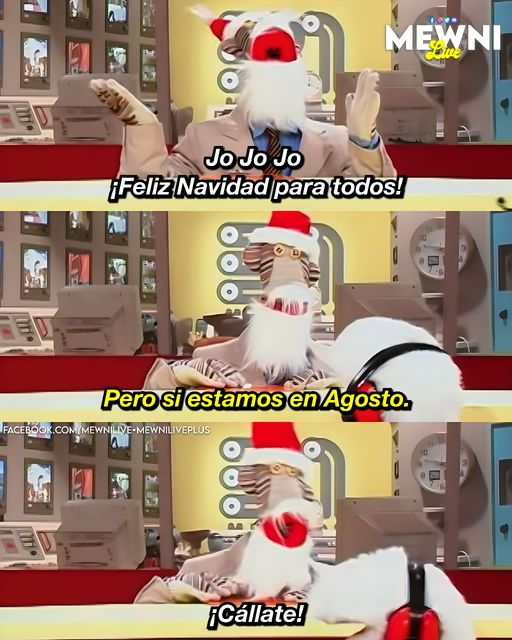 MEWNI
Live
Jo Jo Jo
¡Feliz Navidad para todos!
Pero si estamos en Agosto.
FACEBOOK.COM/MEWNILIVE•MEWNILIVEPLUS
¡Cállate!